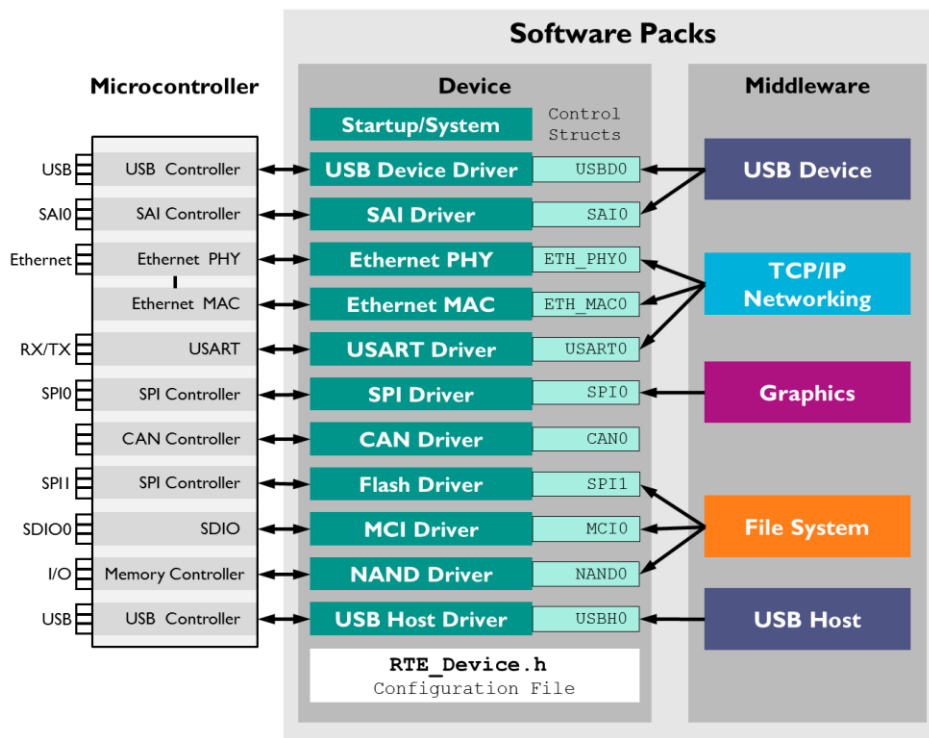 Software Packs
Microcontroller
Device
Middleware
Startup/System
Control
Structs
USB
USB Controller
USB Device Driver
USBD0
USB Device
SAI0
SAI Controller
SAI Driver
SAI0
Ethernet
Ethernet PHY
Ethernet PHY
ETH_PHY0
TCP/IP
Networking
Ethernet MAC
Ethernet MAC
ETH_MAC0
RX/TX
USART
USART Driver
USART0
SPI0
SPI Controller
SPI Driver
SPI0
Graphics
CAN Controller
CAN Driver
CAN0
SPI1
SPI Controller
Flash Driver
SPI1
SDIO0
SDIO
MCI Driver
MCI0
File System
I/O
Memory Controller
NAND Driver
NAND0
USB
USB Controller
USB Host Driver
USBH0
USB Host
RTE_Device.h
Configuration File